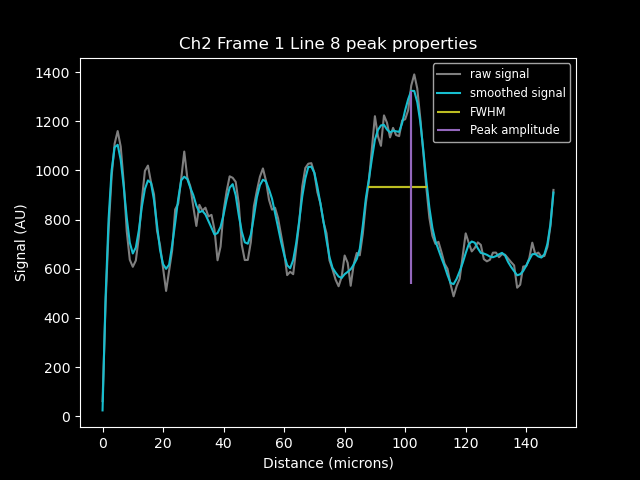 Ch2 Frame 1 Line 8 peak properties
raw signal
smoothed signal
FWHM
Peak amplitude
Signal (AU)
1400
1200
1000
800
600
400
200
0
0 20 40 60 80 100 120 140
Distance (microns)